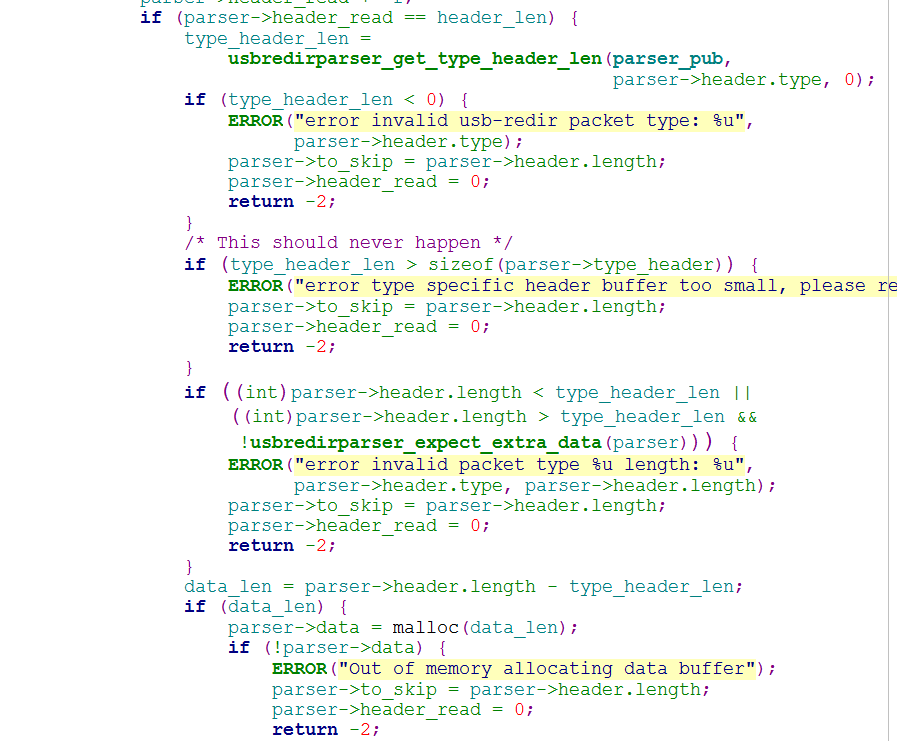 if (parser->header_read == header_len) {
type_header_len =
usbredirparser_get_type_header_len(parser_pub,
parser->header.type, 0);
if (type_header_len < 0) {
ERROR("error invalid usb-redir packet type: %u",
parser->header.type);
parser->to_skip = parser->header.length;
parser->header_read = 0;
return -2;
}
/* This should never happen */
if (type_header_len > sizeof(parser->type_header)) {
ERROR("error type specific header buffer too small, please re
parser->to_skip = parser->header.length;
parser->header_read = 0;
return -2;
}
if ((int)parser->header.length < type_header_len ||
((int)parser->header.length > type_header_len &&
!usbredirparser_expect_extra_data(parser))) {
ERROR("error invalid packet type %u length: %u",
parser->header.type, parser->header.length);
parser->to_skip = parser->header.length;
parser->header_read = 0;
return -2;
}
data_len = parser->header.length - type_header_len;
if (data_len) {
parser->data = malloc(data_len);
if (!parser->data) {
ERROR("Out of memory allocating data buffer");
parser->to_skip = parser->header.length;
parser->header_read = 0;
return -2;